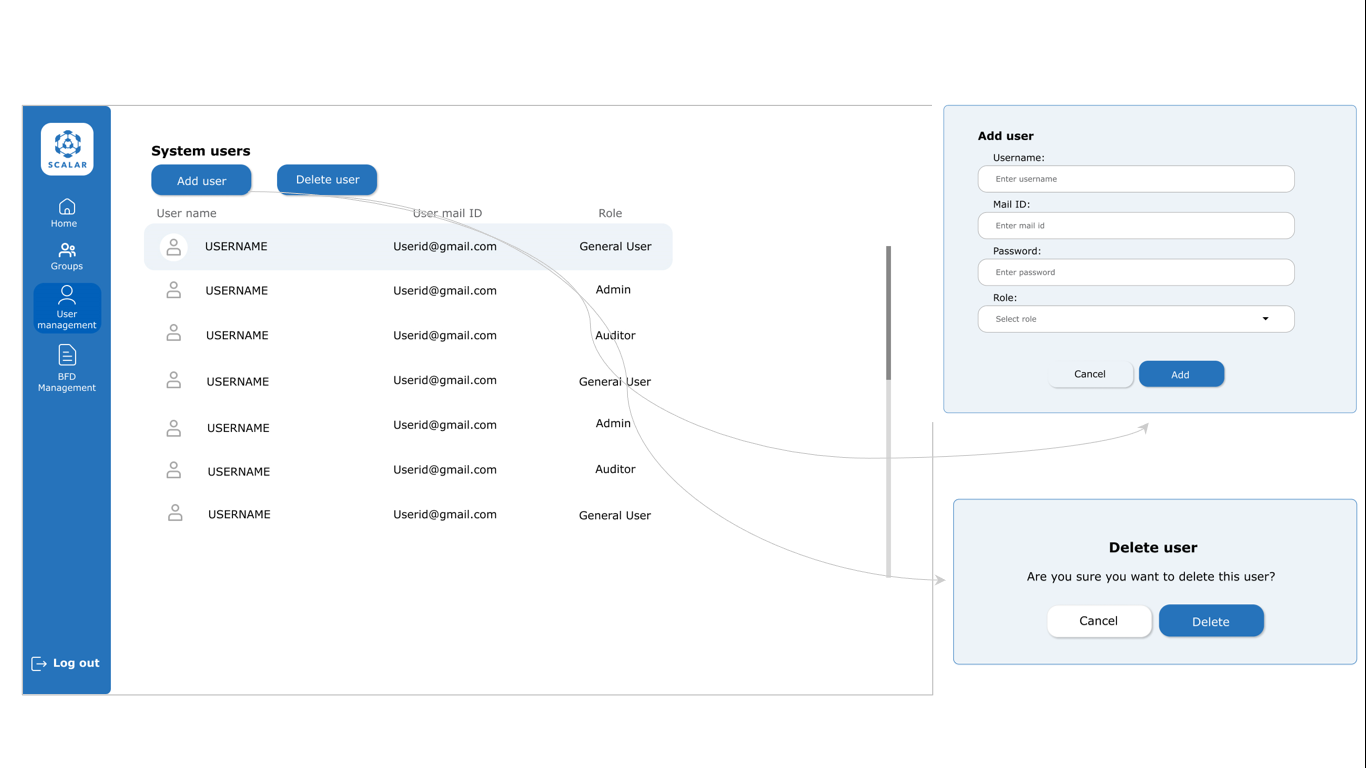 SCALAR
Home
Groups
User
management
BFD
Management
Log out
System users
Add user
Delete user
User name
User mail ID
Role
USERNAME Userid@gmail.com General User
USERNAME Userid@gmail.com Admin
USERNAME Userid@gmail.com Auditor
USERNAME Userid@gmail.com General User
USERNAME Userid@gmail.com Admin
USERNAME Userid@gmail.com Auditor
USERNAME Userid@gmail.com General User
Add user
Username:
Enter username
Mail ID:
Enter mail id
Password:
Enter password
Role:
Select role
Cancel
Add
Delete user
Are you sure you want to delete this user?
Cancel
Delete